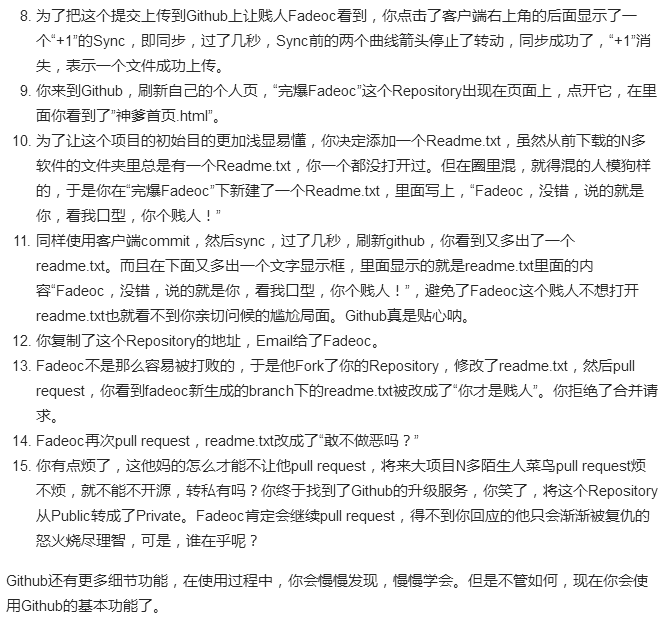 8. 为了把这个提交上传到Github上让贱人Fadeoc看到，你点击了客户端右上角的后面显示了一
个“+1”的Sync，即同步，过了几秒，Sync前的两个曲线箭头停止了转动，同步成功了，“+1”消
失，表示一个文件成功上传。
9. 你来到Github，刷新自己的个人页，“完爆Fadeoc”这个Repository出现在页面上，点开它，在里
面你看到了”神爹首页.html”。
10. 为了让这个项目的初始目的更加浅显易懂，你决定添加一个Readme.txt，虽然从前下载的N多
软件的文件夹里总是有一个Readme.txt，你一个都没打开过。但在圈里混，就得混的人模狗样
的，于是你在“完爆Fadeoc”下新建了一个Readme.txt，里面写上，“Fadeoc，没错，说的就是
你，看我口型，你个贱人！”
11. 同样使用客户端commit，然后sync，过了几秒，刷新github，你看到又多出了一个
readme.txt。而且在下面又多出一个文字显示框，里面显示的就是readme.txt里面的内
容“Fadeoc，没错，说的就是你，看我口型，你个贱人！”，避免了Fadeoc这个贱人不想打开
readme.txt也就看不到你亲切问候的尴尬局面。Github真是贴心呐。
12. 你复制了这个Repository的地址，Email给了Fadeoc。
13. Fadeoc不是那么容易被打败的，于是他Fork了你的Repository，修改了readme.txt，然后pull
request，你看到fadeoc新生成的branch下的readme.txt被改成了“你才是贱人”。你拒绝了合并请
求。
14. Fadeoc再次pull request，readme.txt改成了“敢不做恶吗？”
15. 你有点烦了，这他妈的怎么才能不让他pull request，将来大项目N多陌生人菜鸟pull request烦
不烦，就不能不开源，转私有吗？你终于找到了Github的升级服务，你笑了，将这个Repository
从Public转成了Private。Fadeoc肯定会继续pull request，得不到你回应的他只会渐渐被复仇的
怒火烧尽理智，可是，谁在乎呢？
Github还有更多细节功能，在使用过程中，你会慢慢发现，慢慢学会。但是不管如何，现在你会使
用Github的基本功能了。